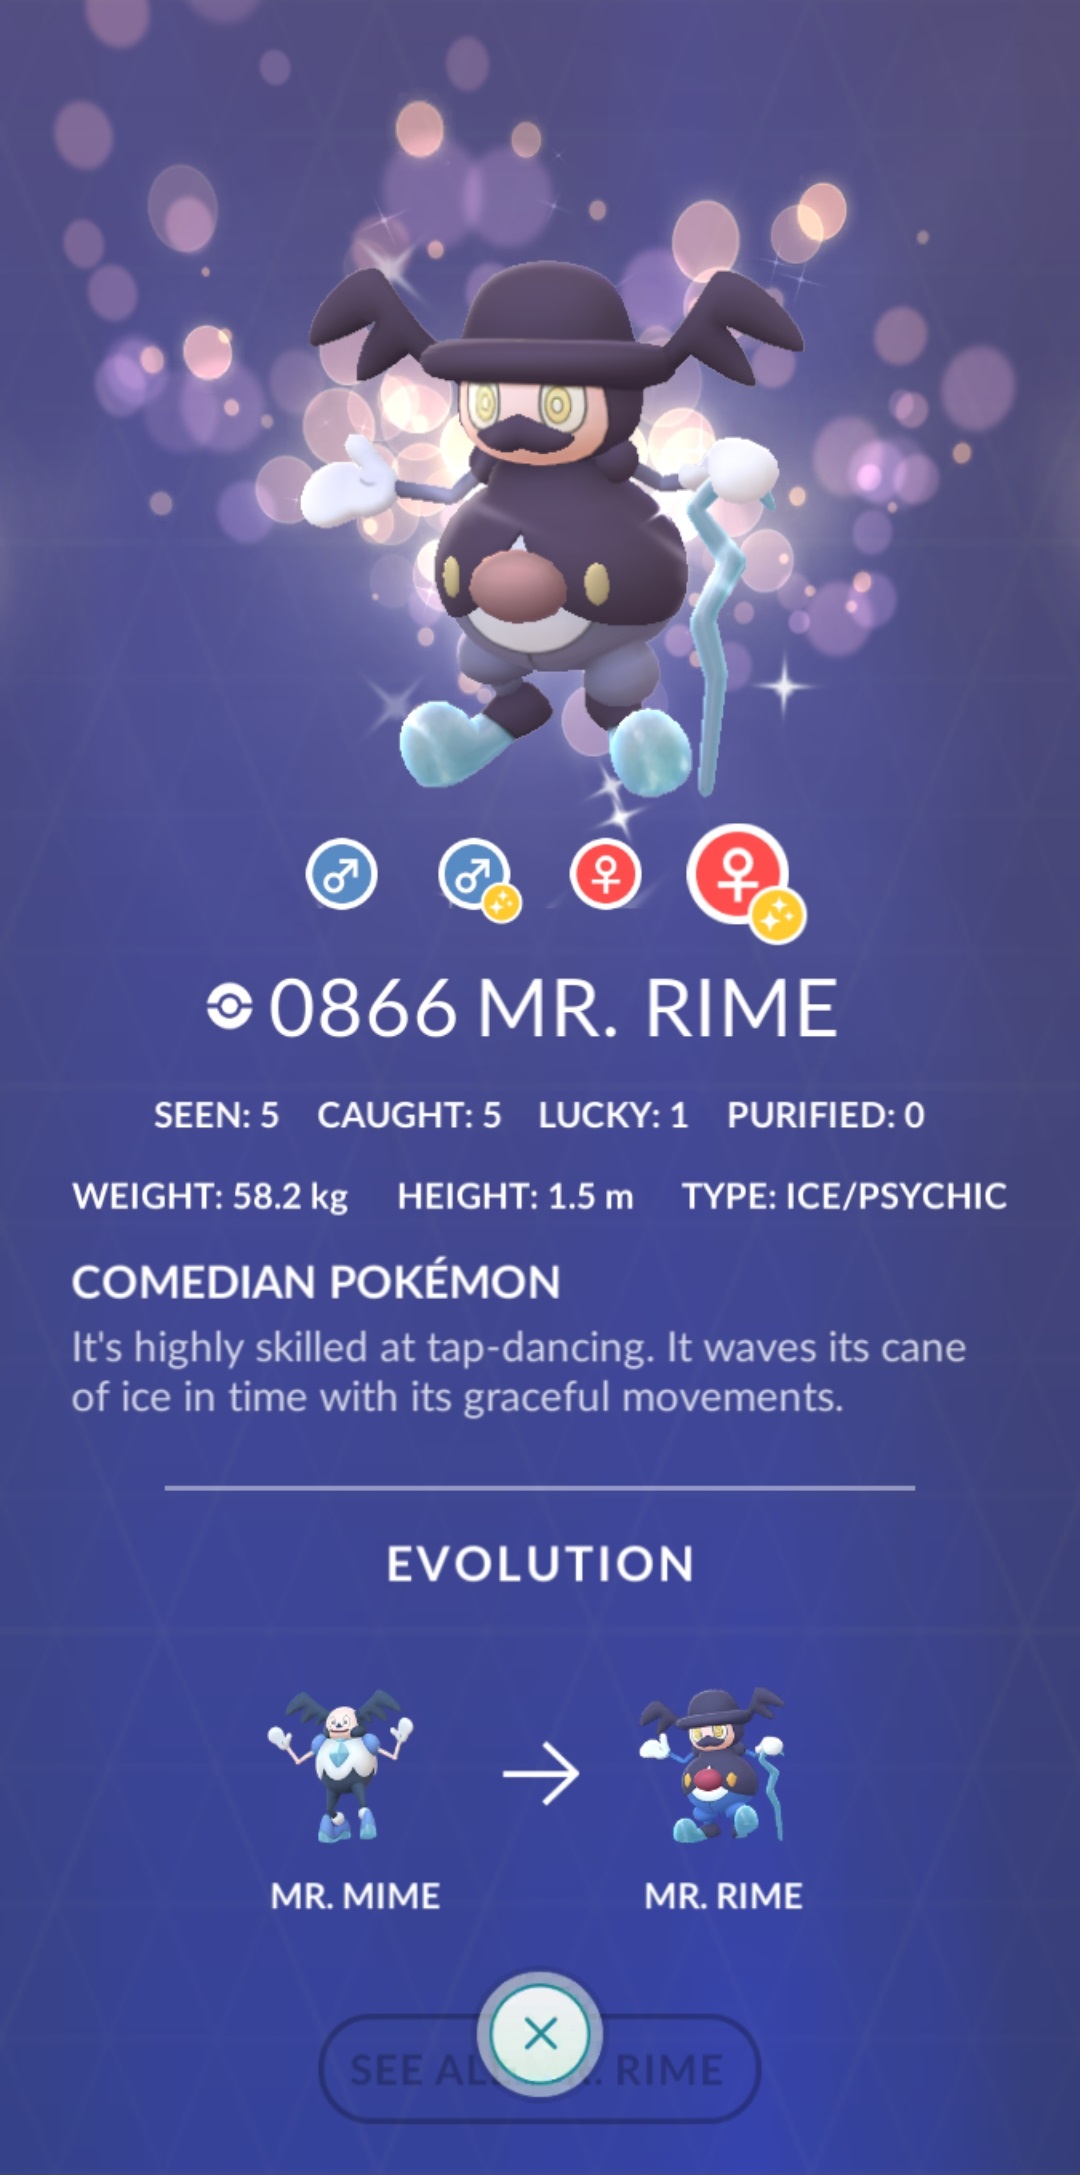 0866 MR. RIME
SEEN: 5 CAUGHT: 5 LUCKY: 1 PURIFIED: 0
WEIGHT: 58.2 kg HEIGHT: 1.5 m TYPE: ICE/PSYCHIC
COMEDIAN POKÉMON
It's highly skilled at tap-dancing. It waves its cane
of ice in time with its graceful movements.
EVOLUTION
MR. MIME MR. RIME
SEE RIME